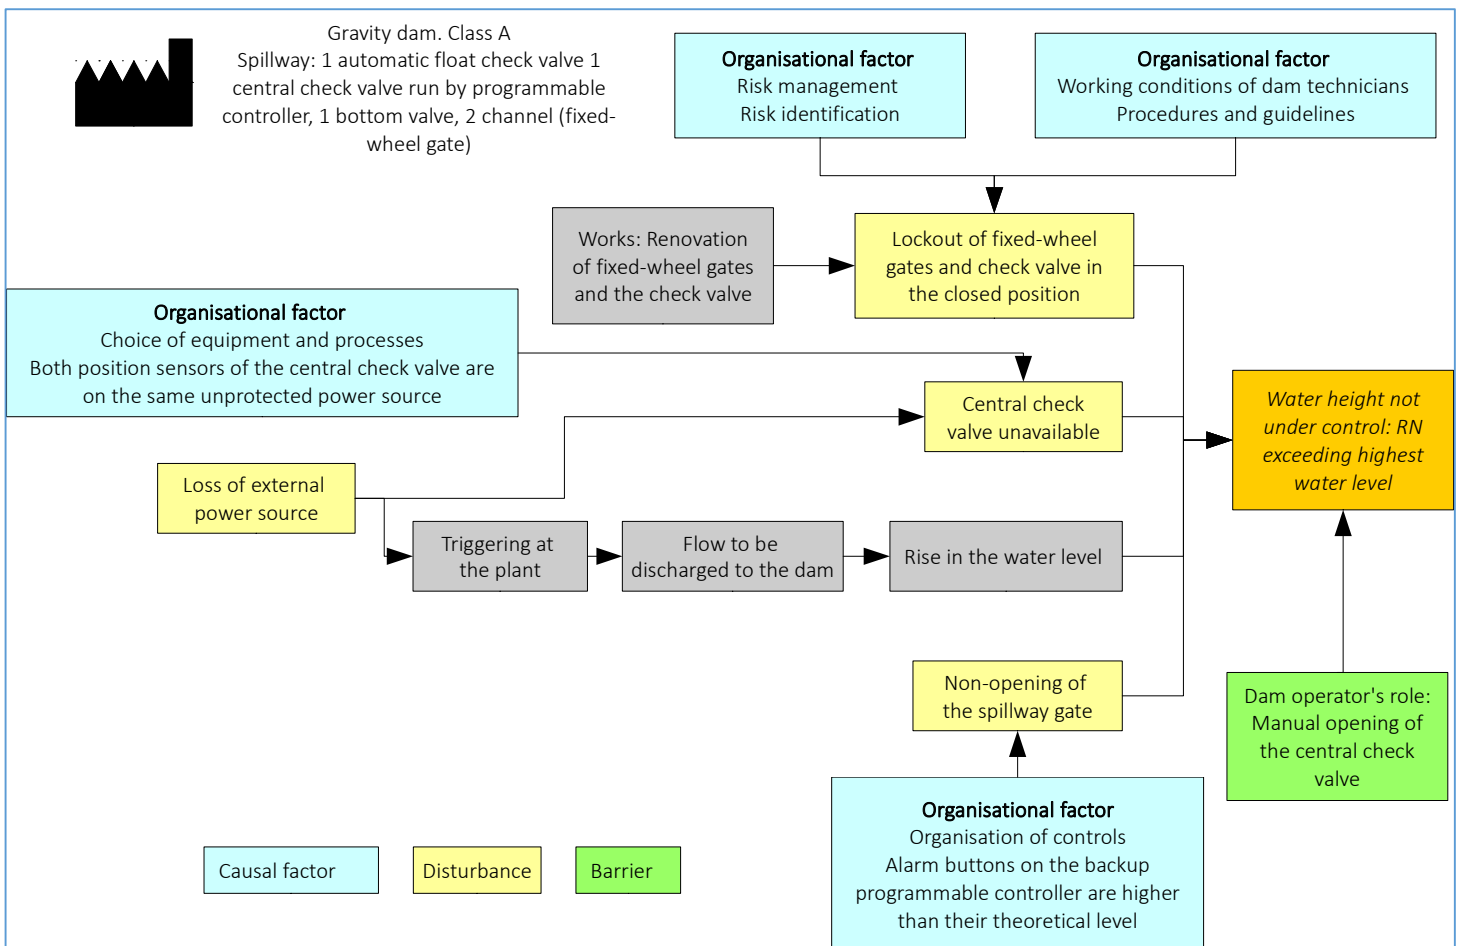 Gravity dam. Class A
Spillway: 1 automatic float check valve 1
central check valve run by programmable
controller, 1 bottom valve, 2 channel (fixed-
wheel gate)
Organisational factor
Risk management
Risk identification
Organisational factor
Working conditions of dam technicians
Procedures and guidelines
Works: Renovation
of fixed-wheel gates
and the check valve
Lockout of fixed-wheel
gates and check valve in
the closed position
Organisational factor
Choice of equipment and processes
Both position sensors of the central check valve are
on the same unprotected power source
Central check
valve unavailable
Water height not
under control: RN
exceeding highest
water level
Loss of external
power source
Triggering at
the plant
Flow to be
discharged to the dam
Rise in the water level
Non-opening of
the spillway gate
Dam operator's role:
Manual opening of
the central check
valve
Organisational factor
Organisation of controls
Alarm buttons on the backup
programmable controller are higher
than their theoretical level
Causal factor
Disturbance
Barrier